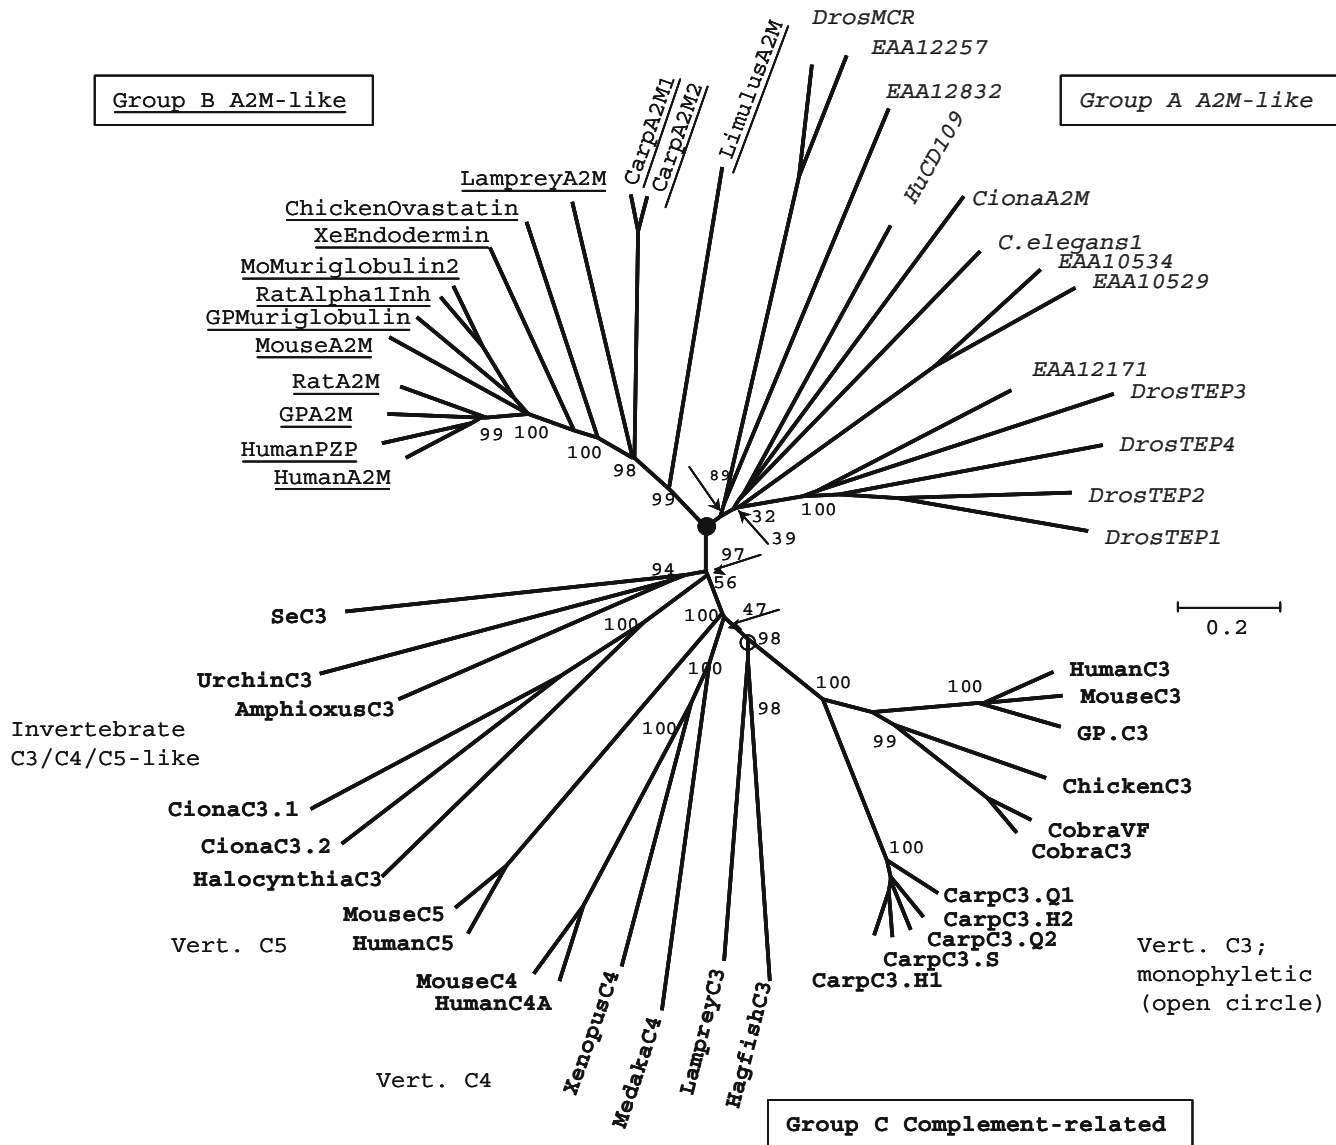 DrosMCR
EAA12257
Group B A2M-like
Group A A2M-like
EAA12832
CarpA2M1
CarpA2M2
LimulusA2M
HuCD109
LampreyA2M
CionaA2M
ChickenOvastatin
XeEndodermin
C.elegans1
EAA10534
MoMuriglobulin2
EAA10529
RatAlpha1Inh
GPMuriglobulin
MouseA2M
EAA12171
RatA2M
DrosTEP3
GPA2M
99
100
DrosTEP4
HumanPZP
100
HumanA2M
98
89
99
DrosTEP2
32
100
39
DrosTEP1
97
94
56
SeC3
100
100
47
98
0.2
UrchinC3
100
100
100
HumanC3
MouseC3
AmphioxusC3
98
Invertebrate
C3/C4/C5-like
100
99
GP.C3
ChickenC3
CionaC3.1
CobraVF
CionaC3.2
100
CobraC3
HalocynthiaC3
CarpC3.Q1
MouseC5
CarpC3.H2
Vert. C5
HumanC5
CarpC3.Q2
CarpC3.S
CarpC3.H1
Vert. C3;
monophyletic
(open circle)
MouseC4
HumanC4A
XenopusC4
MedakaC4
LampreyC3
HagfishC3
Vert. C4
Group C Complement-related